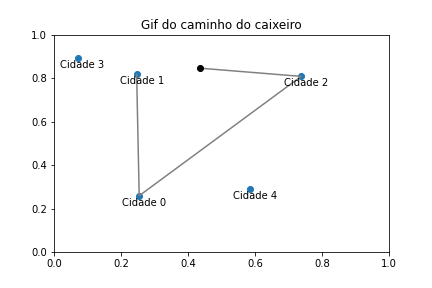 Gif do caminho do caixeiro
1.0
Cidade 3
Cidade 1
Cidade 2
0.8
0.6
0.4
Cidade 4
Cidade 0
0.2
0.0
0.0 0.2 0.4 0.6 0.8 1.0